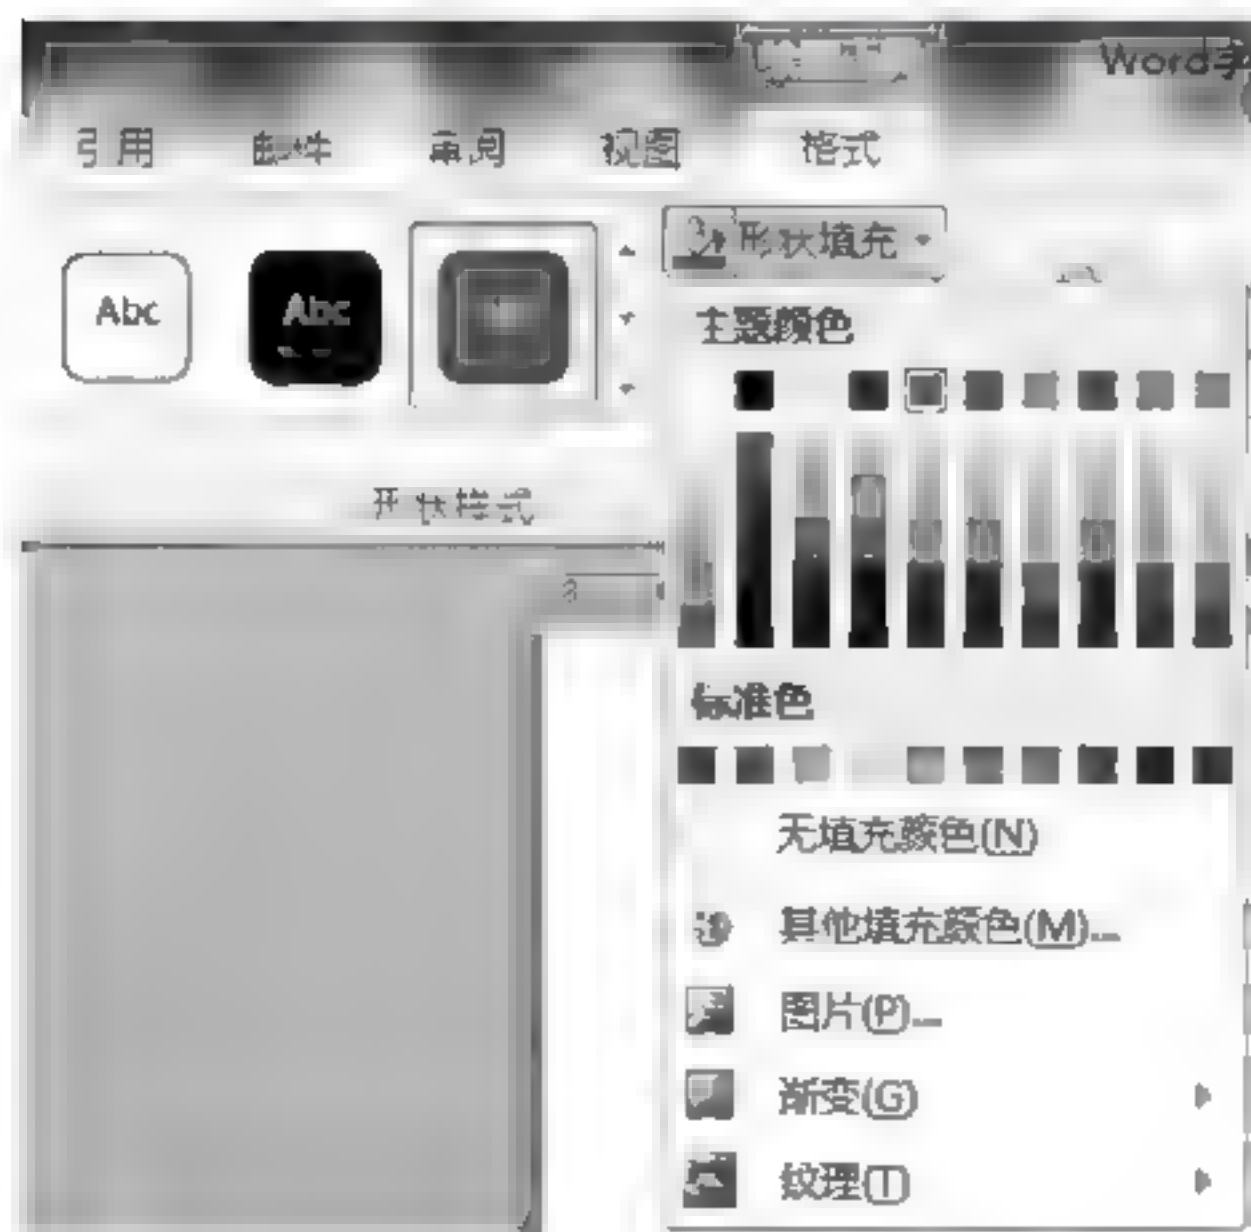 Word
引用 邮件 审阅 视图 格式
Abc Abc
形状填充
主题颜色
形状样式
8
标准色
无填充颜色(N)
其他填充颜色(M)...
图片(P)...
渐变(G)
纹理(T)